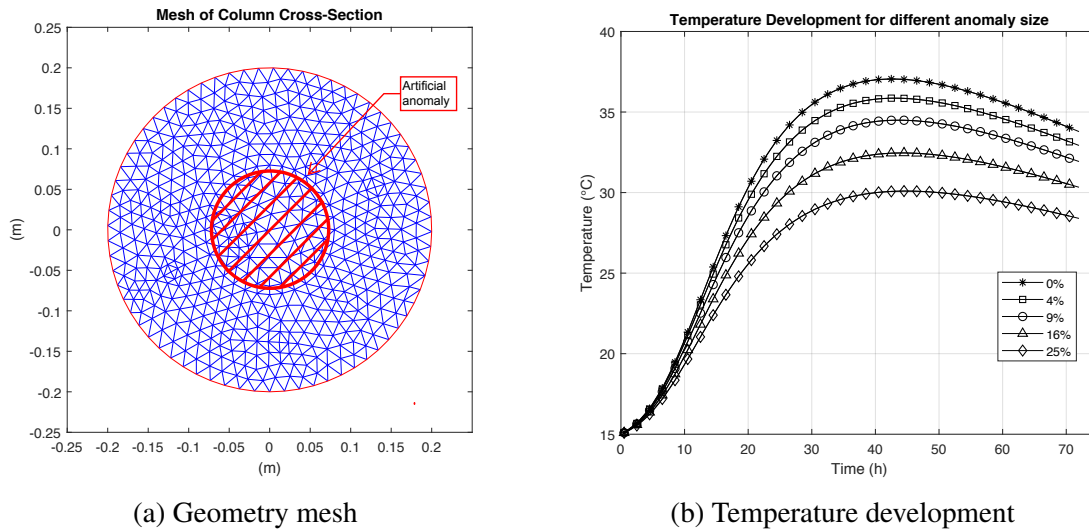 Mesh of Column Cross-Section
0.25
0.2
0.15
0.1
0.05
0
-0.05
-0.1
-0.15
-0.2
-0.25
(m)
Artificial
anomaly
-0.25 -0.2 -0.15 -0.1 -0.05 0 0.05 0.1 0.15 0.2
(m)
(a) Geometry mesh
Temperature Development for different anomaly size
40
35
30
25
20
15
Temperature (°C)
0%
4%
9%
16%
25%
0 10 20 30 40 50 60 70
Time (h)
(b) Temperature development